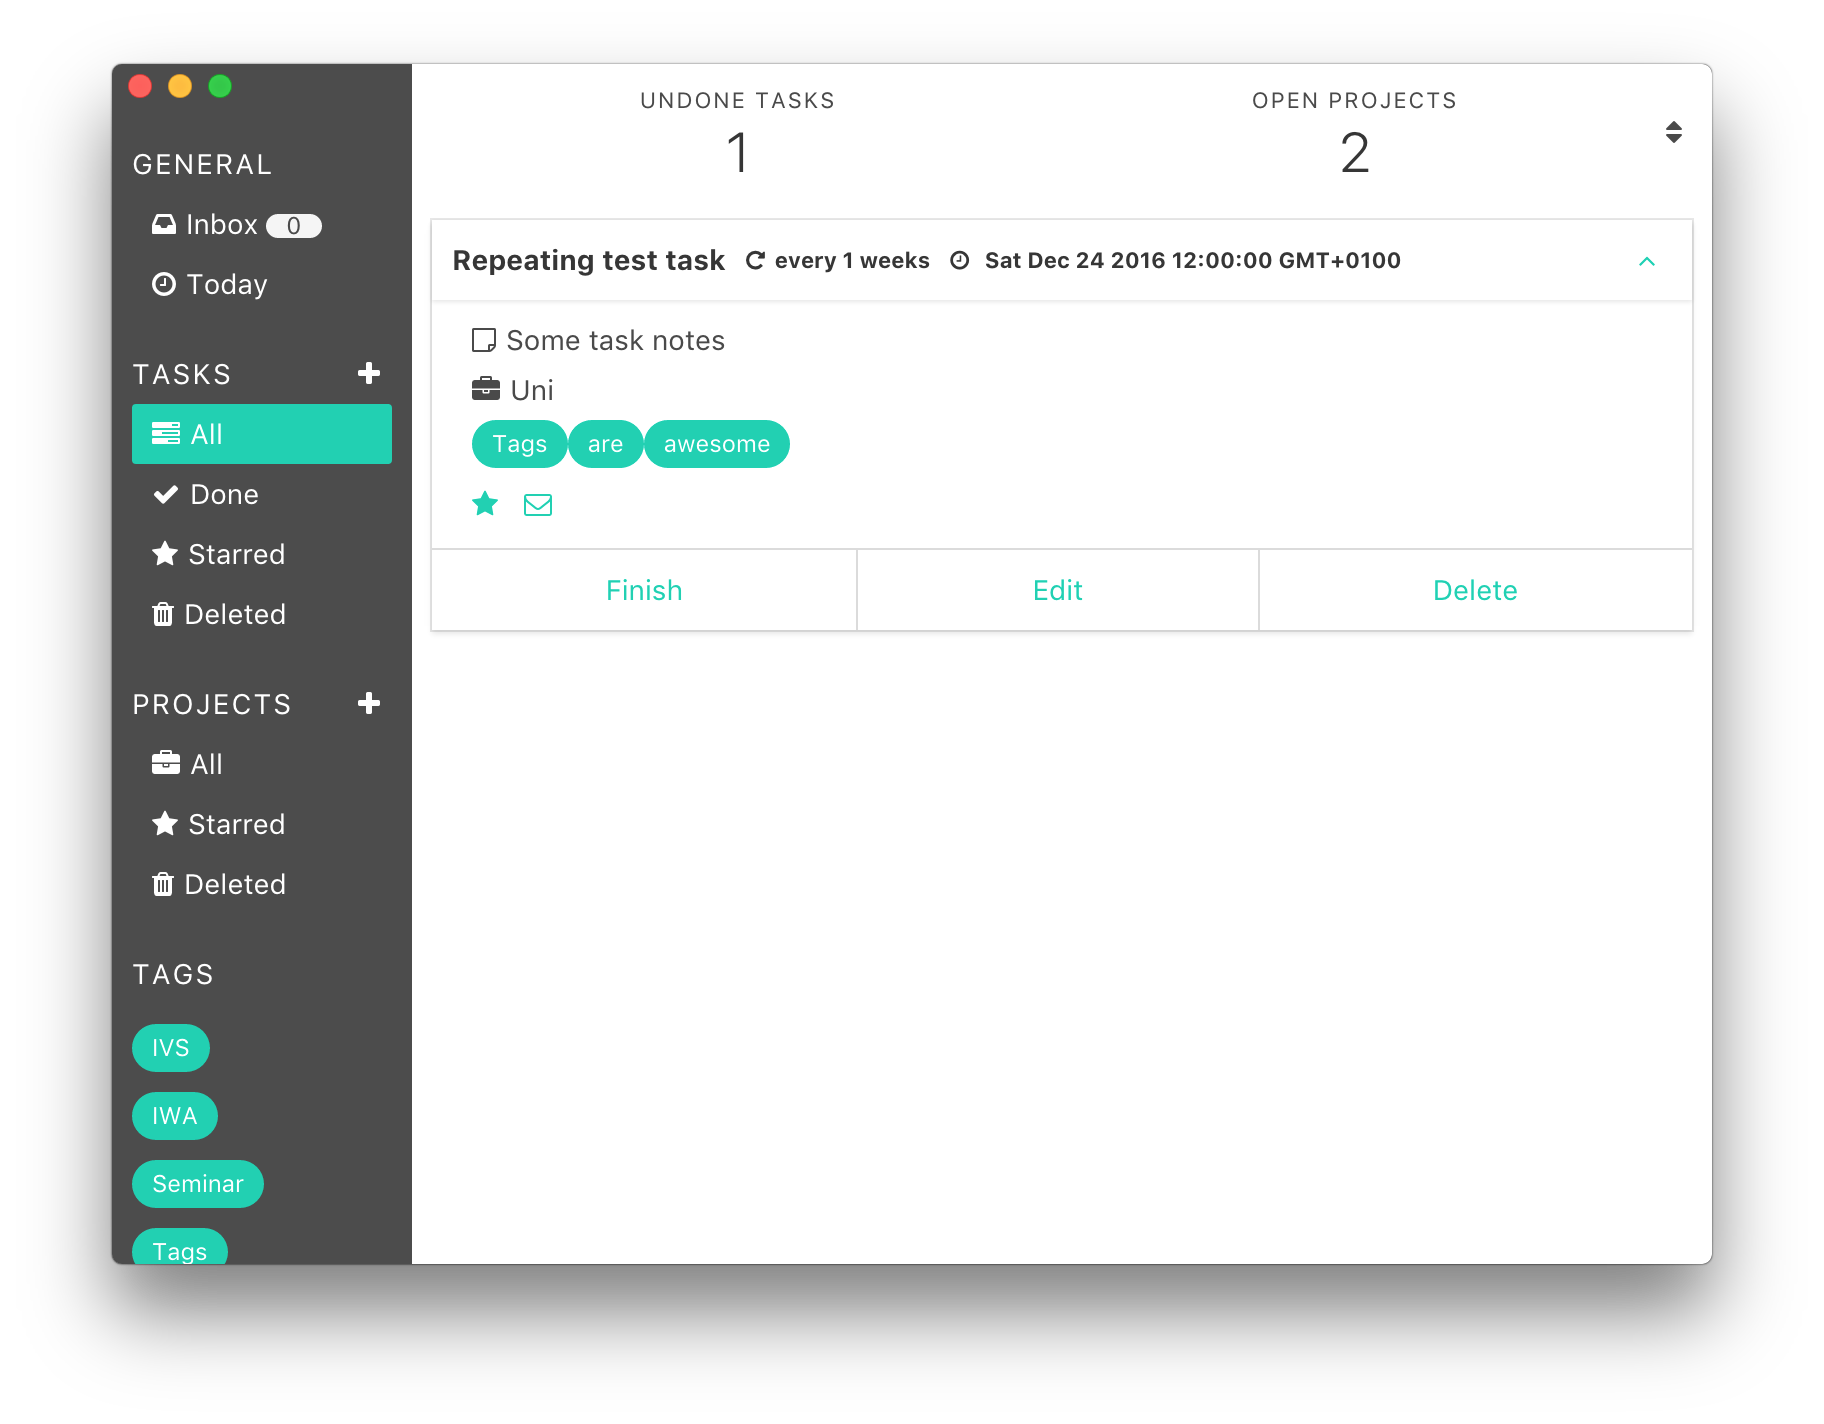 GENERAL
Inbox 0
Today
TASKS
All
Done
Starred
Deleted
PROJECTS
All
Starred
Deleted
TAGS
IVS
IWA
Seminar
Tags
UNDONE TASKS
1
OPEN PROJECTS
2
Repeating test task every 1 weeks Sat Dec 24 2016 12:00:00 GMT+0100
Some task notes
Uni
Tags are awesome
Finish Edit Delete